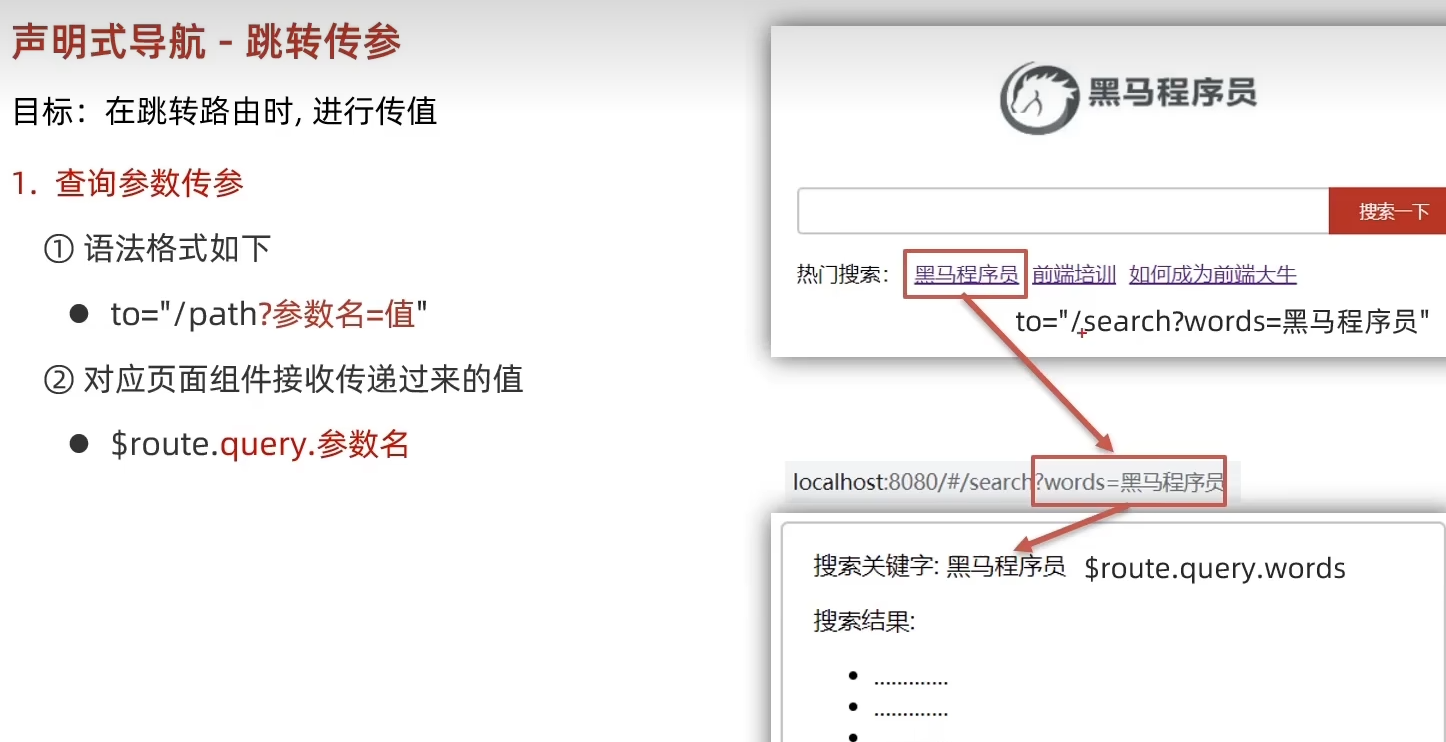 声明式导航 - 跳转传参
目标：在跳转路由时, 进行传值
1. 查询参数传参
① 语法格式如下
● to="/path?参数名=值"
② 对应页面组件接收传递过来的值
● $route.query.参数名
黑马程序员
搜索一下
热门搜索： 黑马程序员 前端培训 如何成为前端大牛
to="/search?words=黑马程序员"
localhost:8080/#/search?words=黑马程序员
搜索关键字: 黑马程序员 $route.query.words
搜索结果:
• .............
• .............
•